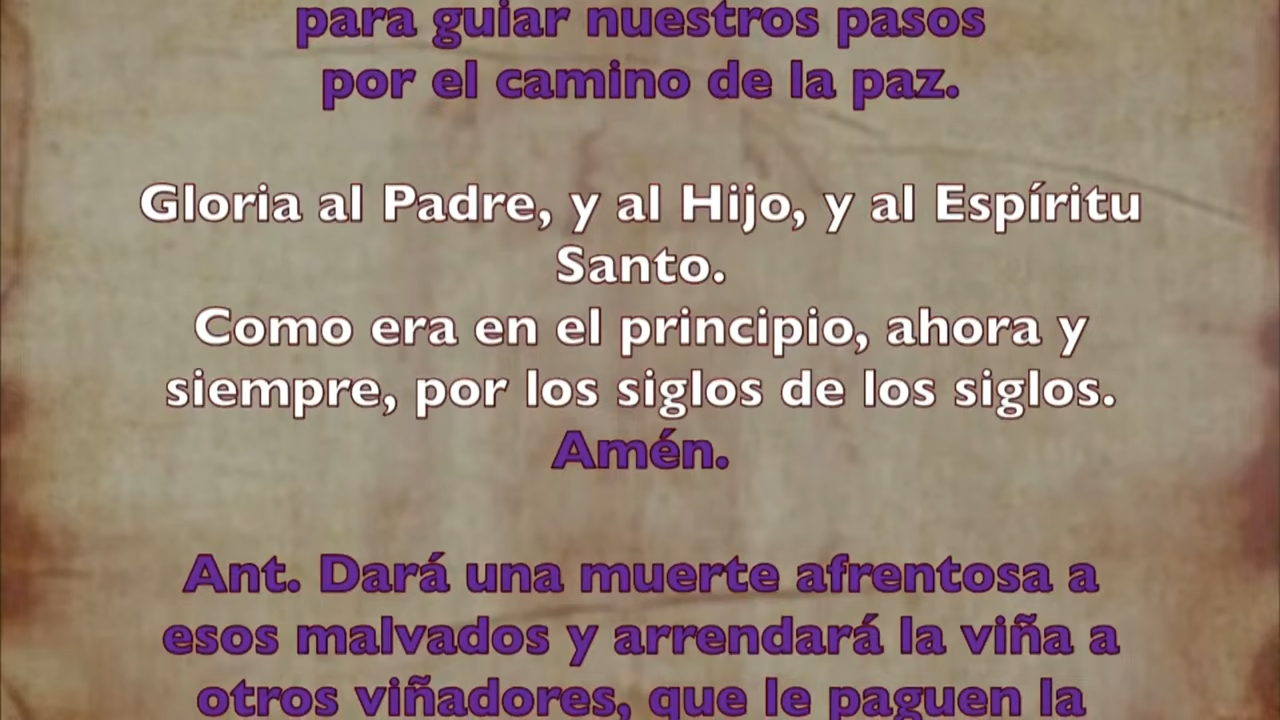 para guiar nuestros pasos
por el camino de la paz.
Gloria al Padre, y al Hijo, y al Espíritu
Santo.
Como era en el principio, ahora y
siempre, por los siglos de los siglos.
Amén.
Ant. Dará una muerte afrentosa a
esos malvados y arrendará la viña a
otros viñadores, que le paguen la